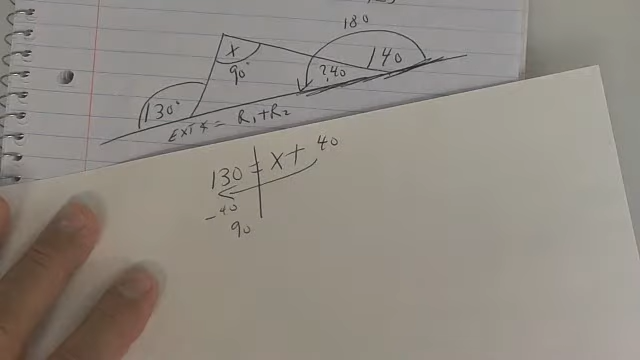 180
x
90°
?40
140
130°
EXT ∢ = R₁+R₂
130 = x + 40
-40
90